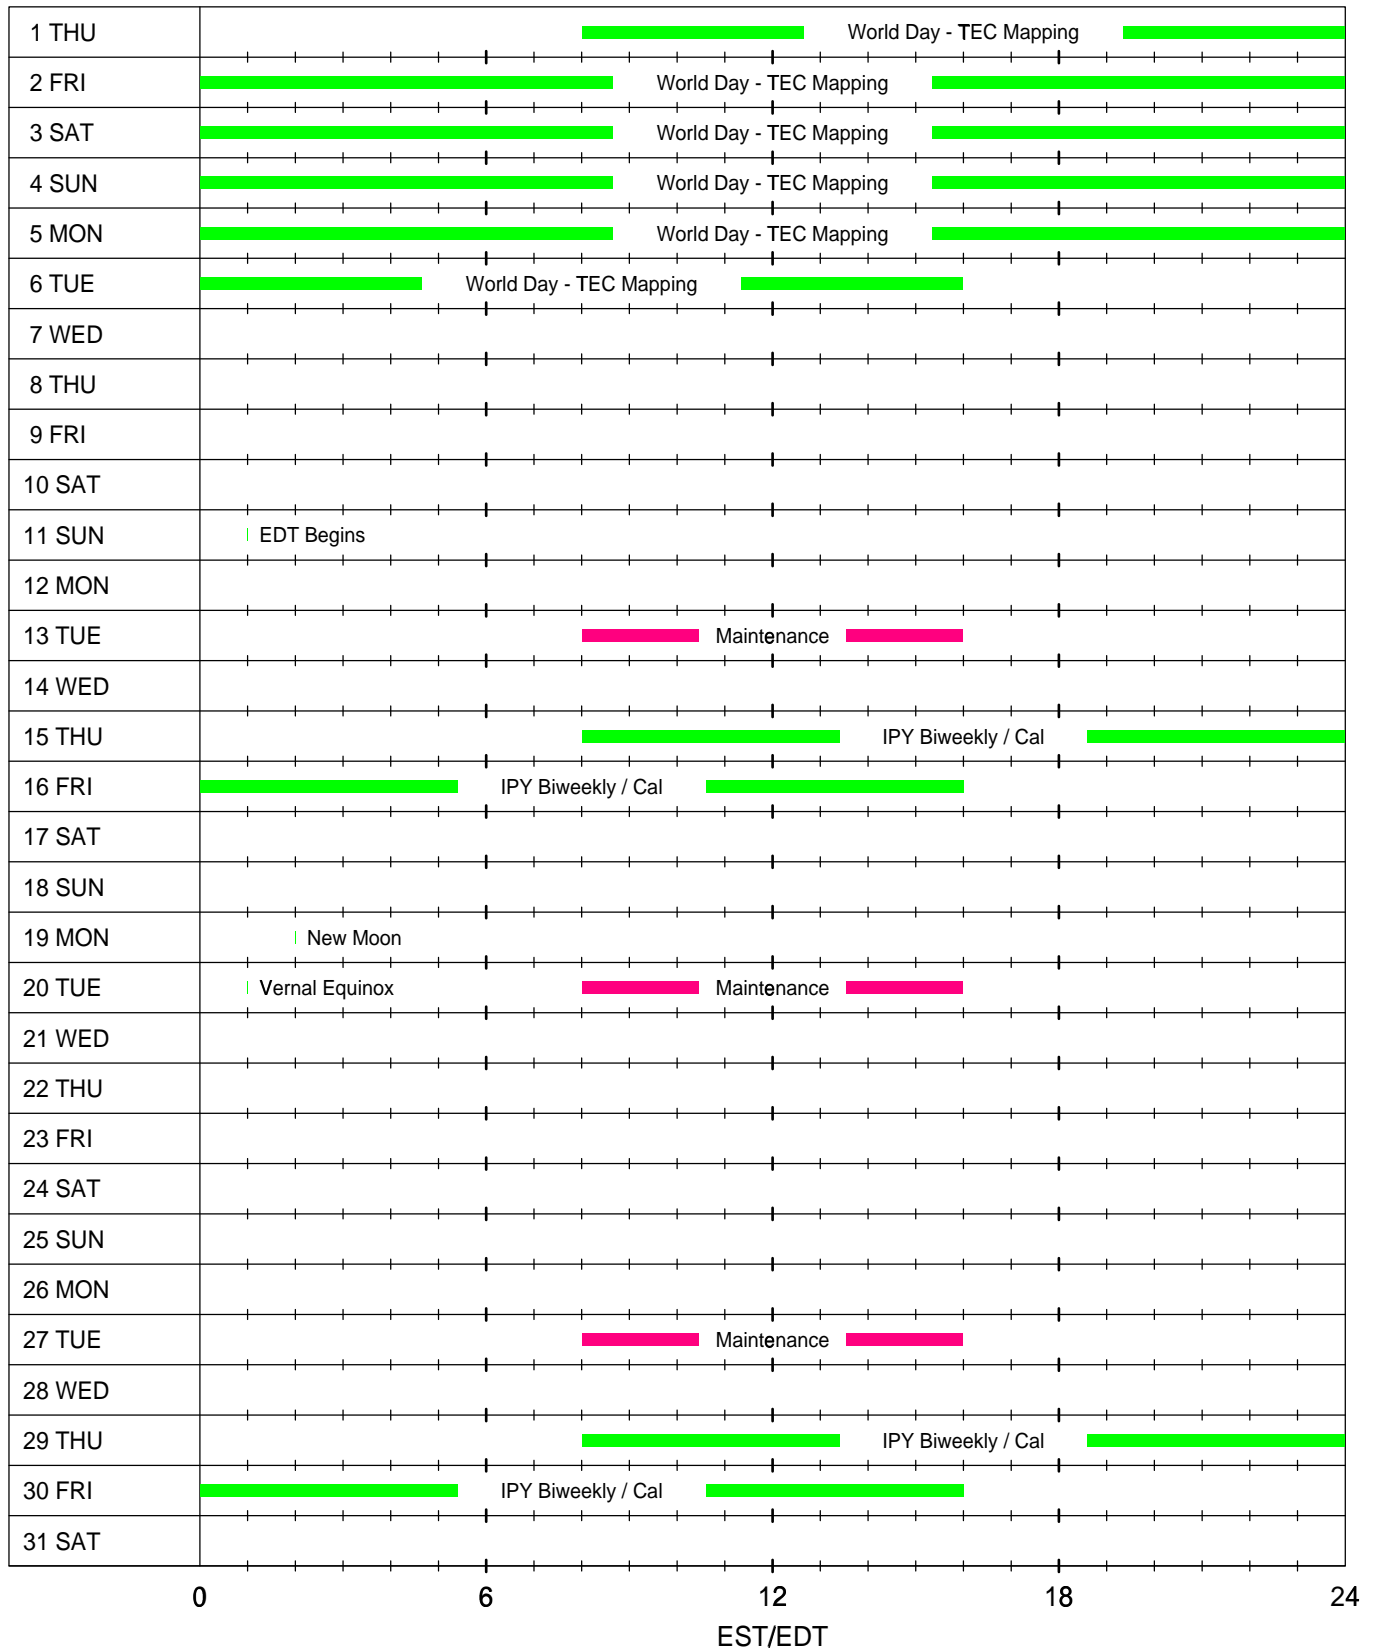 1 THU World Day - TEC Mapping
2 FRI World Day - TEC Mapping
3 SAT World Day - TEC Mapping
4 SUN World Day - TEC Mapping
5 MON World Day - TEC Mapping
6 TUE World Day - TEC Mapping
7 WED
8 THU
9 FRI
10 SAT
11 SUN EDT Begins
12 MON
13 TUE Maintenance
14 WED
15 THU IPY Biweekly / Cal
16 FRI IPY Biweekly / Cal
17 SAT
18 SUN
19 MON New Moon
20 TUE Vernal Equinox Maintenance
21 WED
22 THU
23 FRI
24 SAT
25 SUN
26 MON
27 TUE Maintenance
28 WED
29 THU IPY Biweekly / Cal
30 FRI IPY Biweekly / Cal
31 SAT
0 6 12 18 24
EST/EDT